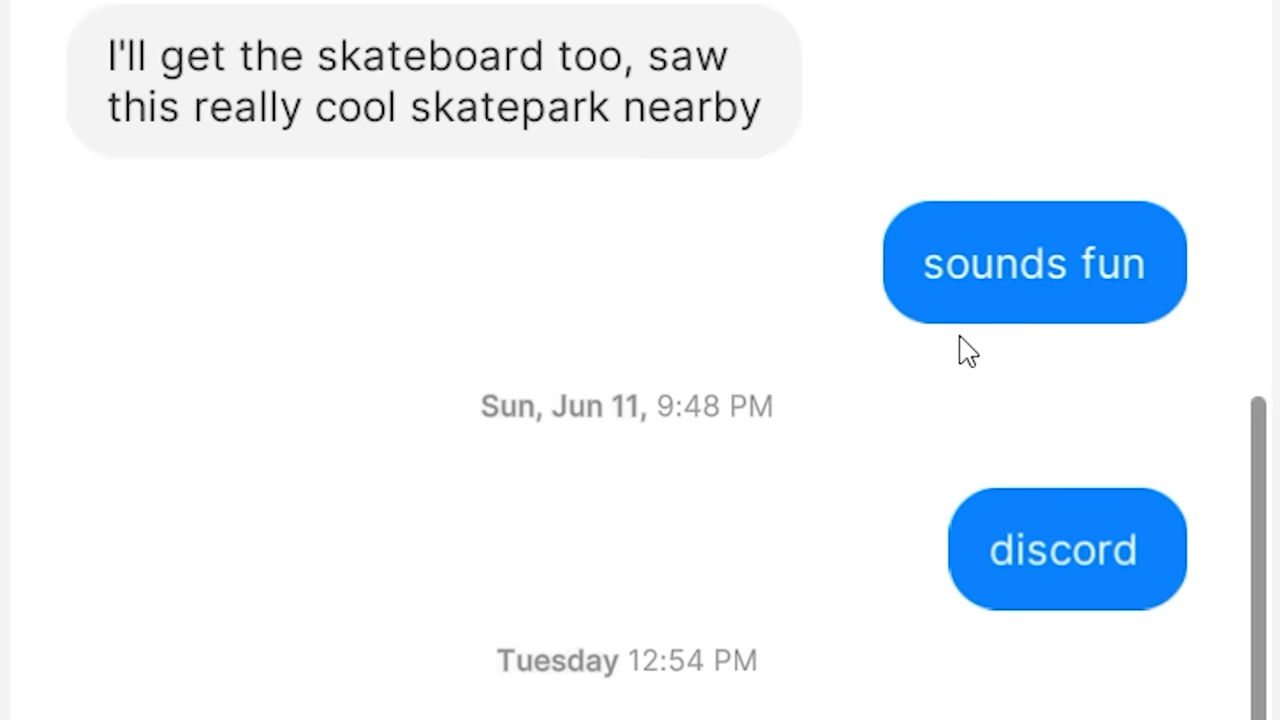 I'll get the skateboard too, saw
this really cool skatepark nearby
sounds fun
Sun, Jun 11, 9:48 PM
discord
Tuesday 12:54 PM